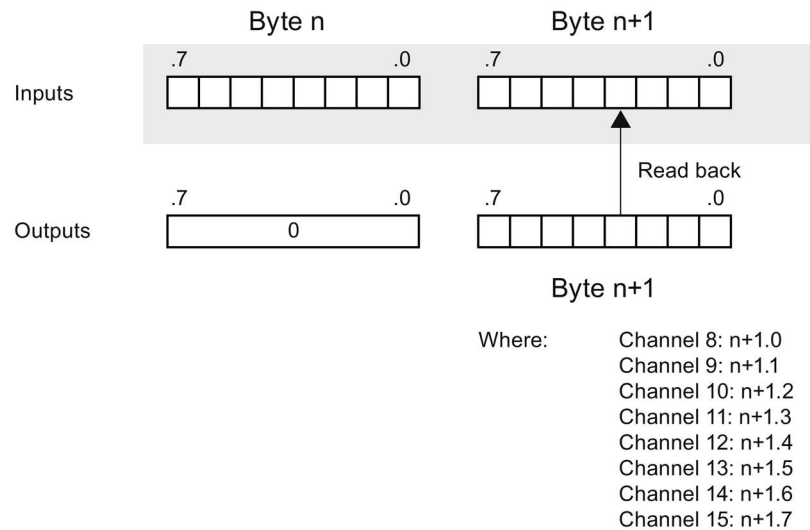 Byte n Byte n+1
.7 .0 .7 .0
Inputs
Read back
.7 .0 .7 .0
Outputs 0
Byte n+1
Where: Channel 8: n+1.0
Channel 9: n+1.1
Channel 10: n+1.2
Channel 11: n+1.3
Channel 12: n+1.4
Channel 13: n+1.5
Channel 14: n+1.6
Channel 15: n+1.7